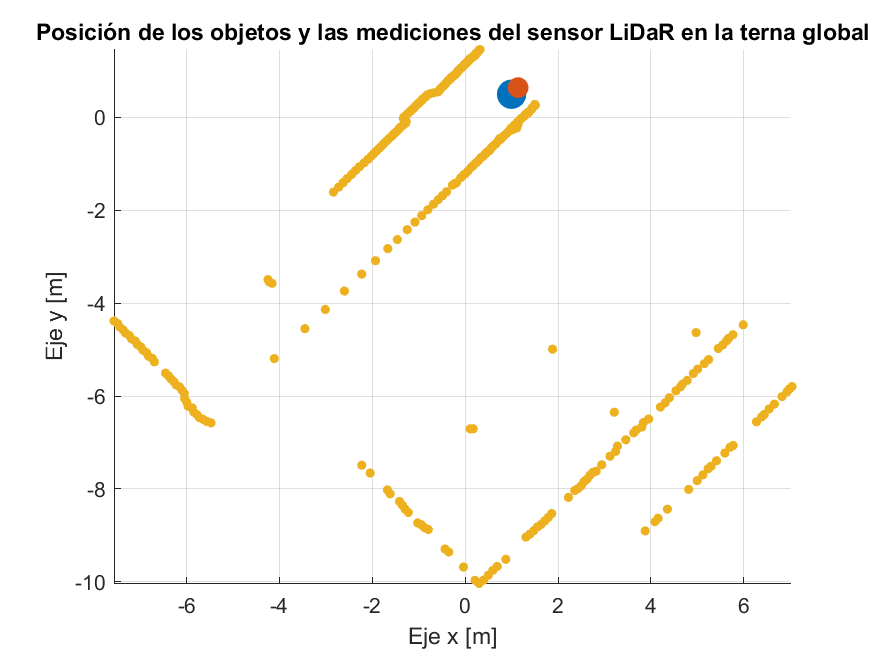 Posición de los objetos y las mediciones del sensor LiDaR en la terna global
0
-2
-4
-6
-8
-10
Eje y [m]
-6 -4 -2 0 2 4 6
Eje x [m]